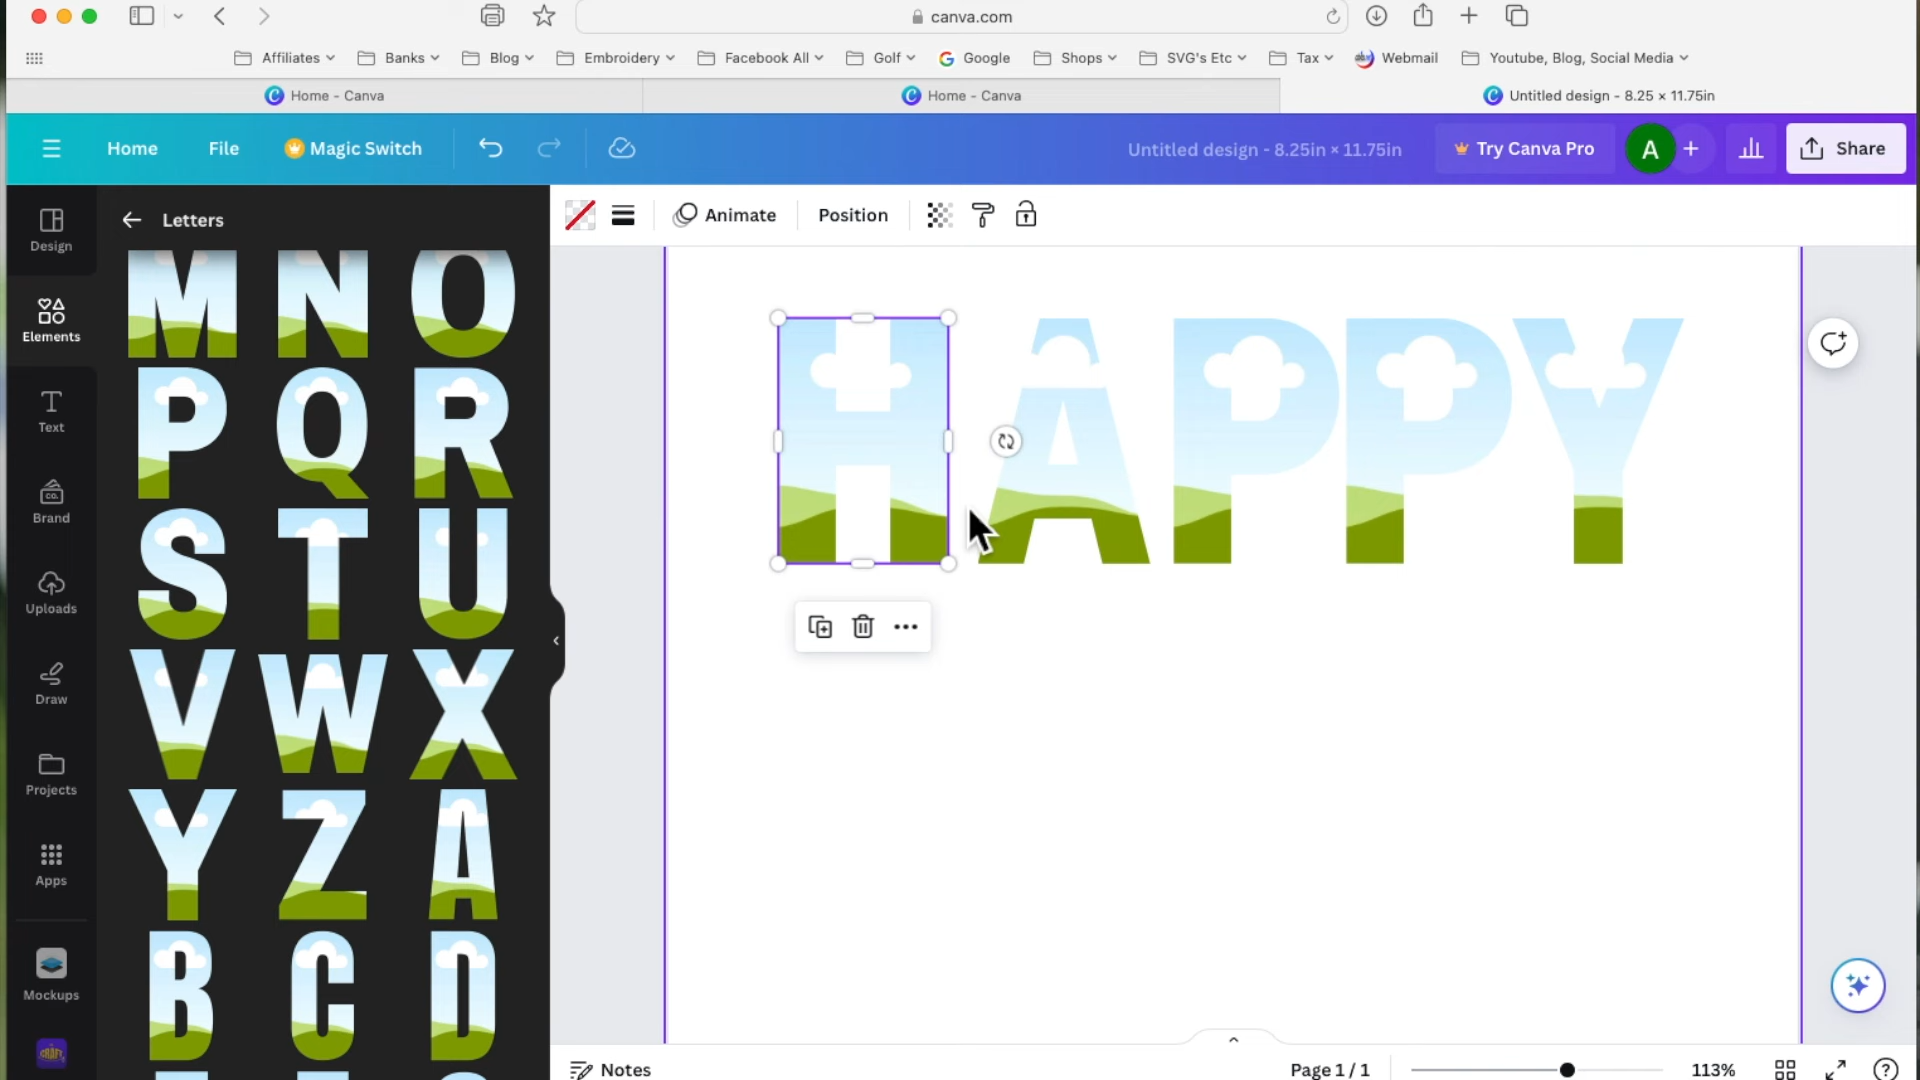 canva.com
Affiliates
Banks
Blog
Embroidery
Facebook All
Golf
Google
Shops
SVG's Etc
Tax
Webmail
Youtube, Blog, Social Media
Home - Canva
Home - Canva
Untitled design - 8.25 × 11.75in
Home
File
Magic Switch
Untitled design - 8.25in × 11.75in
Try Canva Pro
A
Share
Design
Elements
Text
Brand
Uploads
Draw
Projects
Apps
Mockups
CRAFT
Letters
M N O
P Q R
S T U
V W X
Y Z A
B C D
Animate
Position
HAPPY
Notes
Page 1 / 1
113%